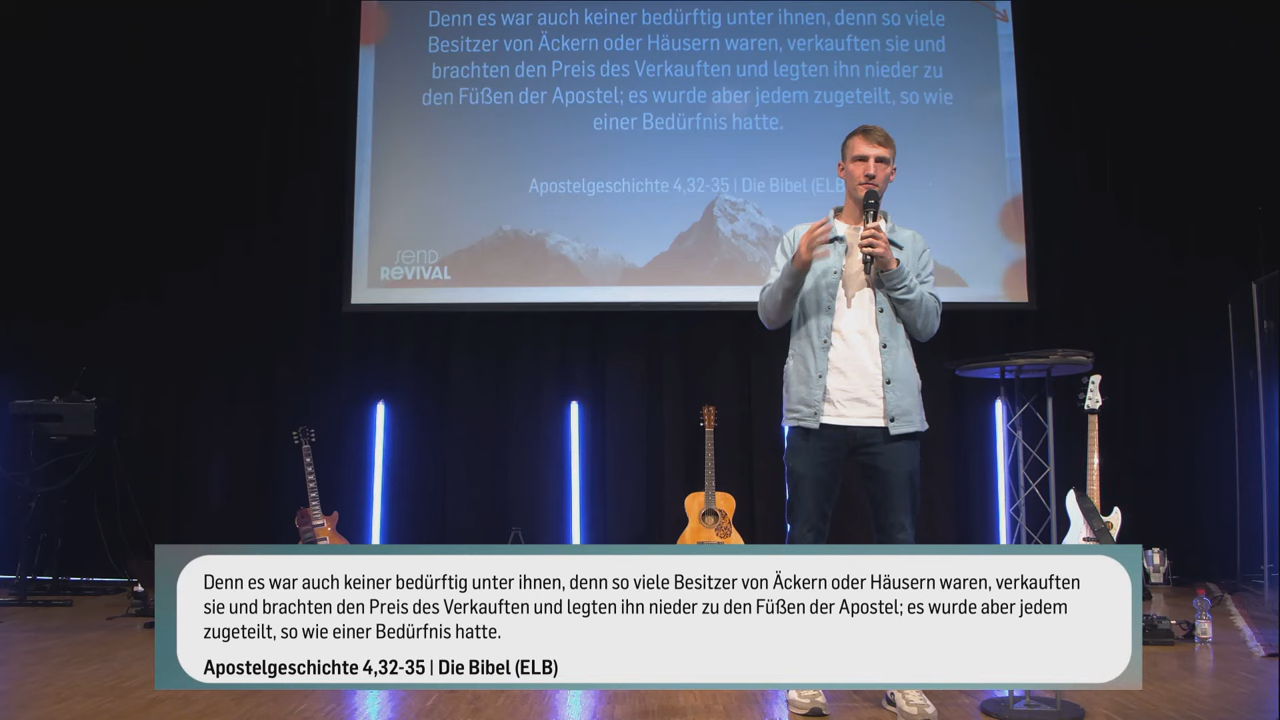 Denn es war auch keiner bedürftig unter ihnen, denn so viele
Besitzer von Äckern oder Häusern waren, verkauften sie und
brachten den Preis des Verkauften und legten ihn nieder zu
den Füßen der Apostel; es wurde aber jedem zugeteilt, so wie
einer Bedürfnis hatte.
Apostelgeschichte 4,32-35 | Die Bibel (ELB
SEND
REVIVAL
Denn es war auch keiner bedürftig unter ihnen, denn so viele Besitzer von Äckern oder Häusern waren, verkauften
sie und brachten den Preis des Verkauften und legten ihn nieder zu den Füßen der Apostel; es wurde aber jedem
zugeteilt, so wie einer Bedürfnis hatte.
Apostelgeschichte 4,32-35 | Die Bibel (ELB)